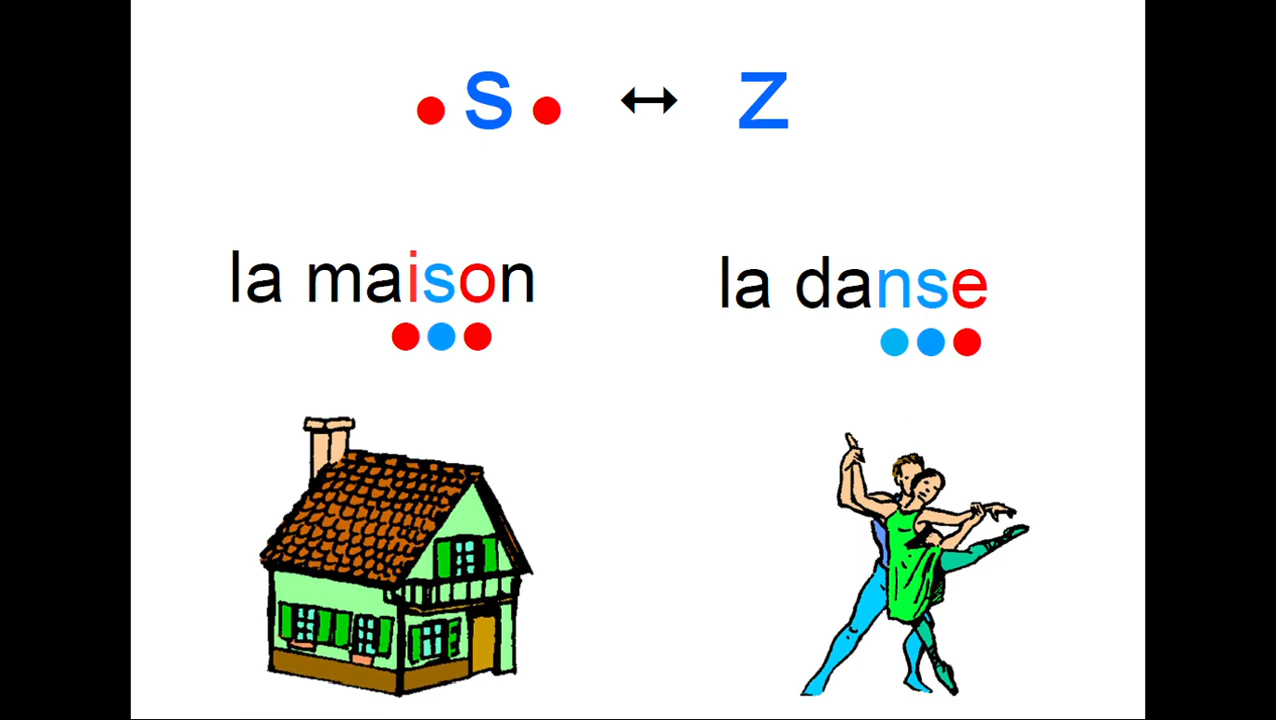 s ↔ z
la maison
la danse